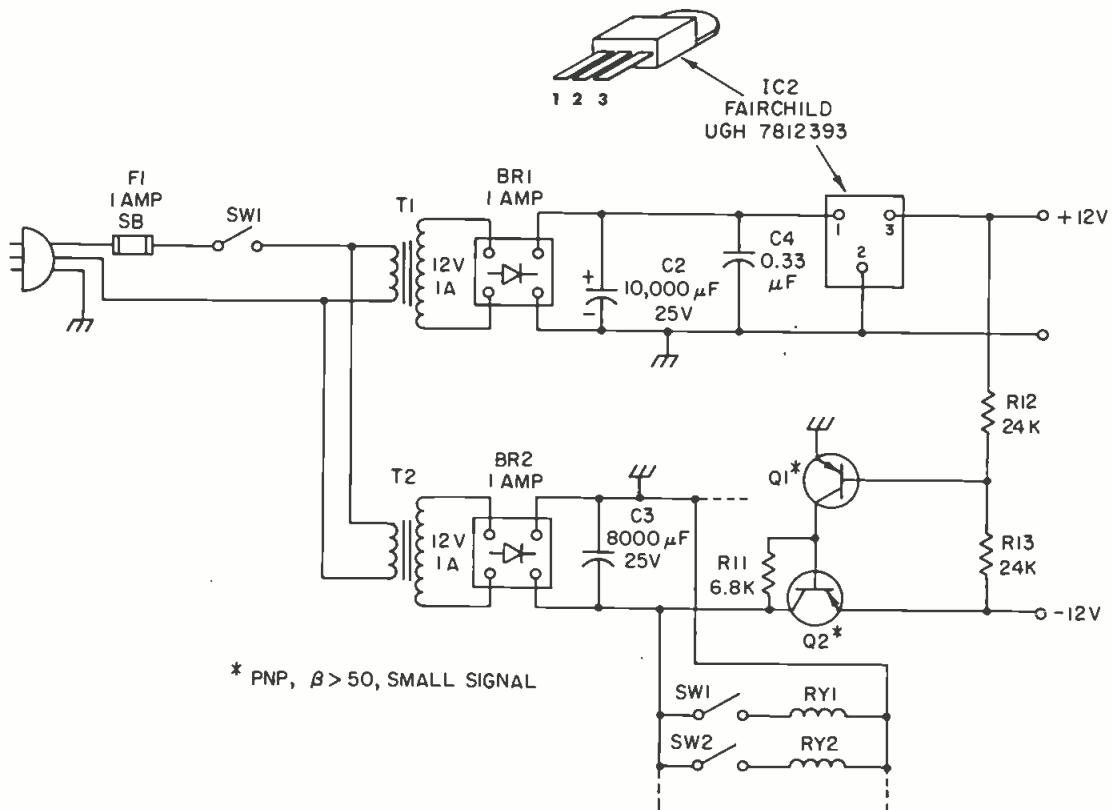 1 2 3
IC2
FAIRCHILD
UGH 7812393
F1
1 AMP
SB
SW1
T1
BR1
1 AMP
12V
1A
+
C2
10,000 µF
25V
-
C4
0.33
µF
1
3
2
+12V
R12
24K
T2
BR2
1 AMP
12V
1A
C3
8000 µF
25V
Q1*
R11
6.8K
R13
24K
Q2*
-12V
* PNP, β > 50, SMALL SIGNAL
SW1
RY1
SW2
RY2